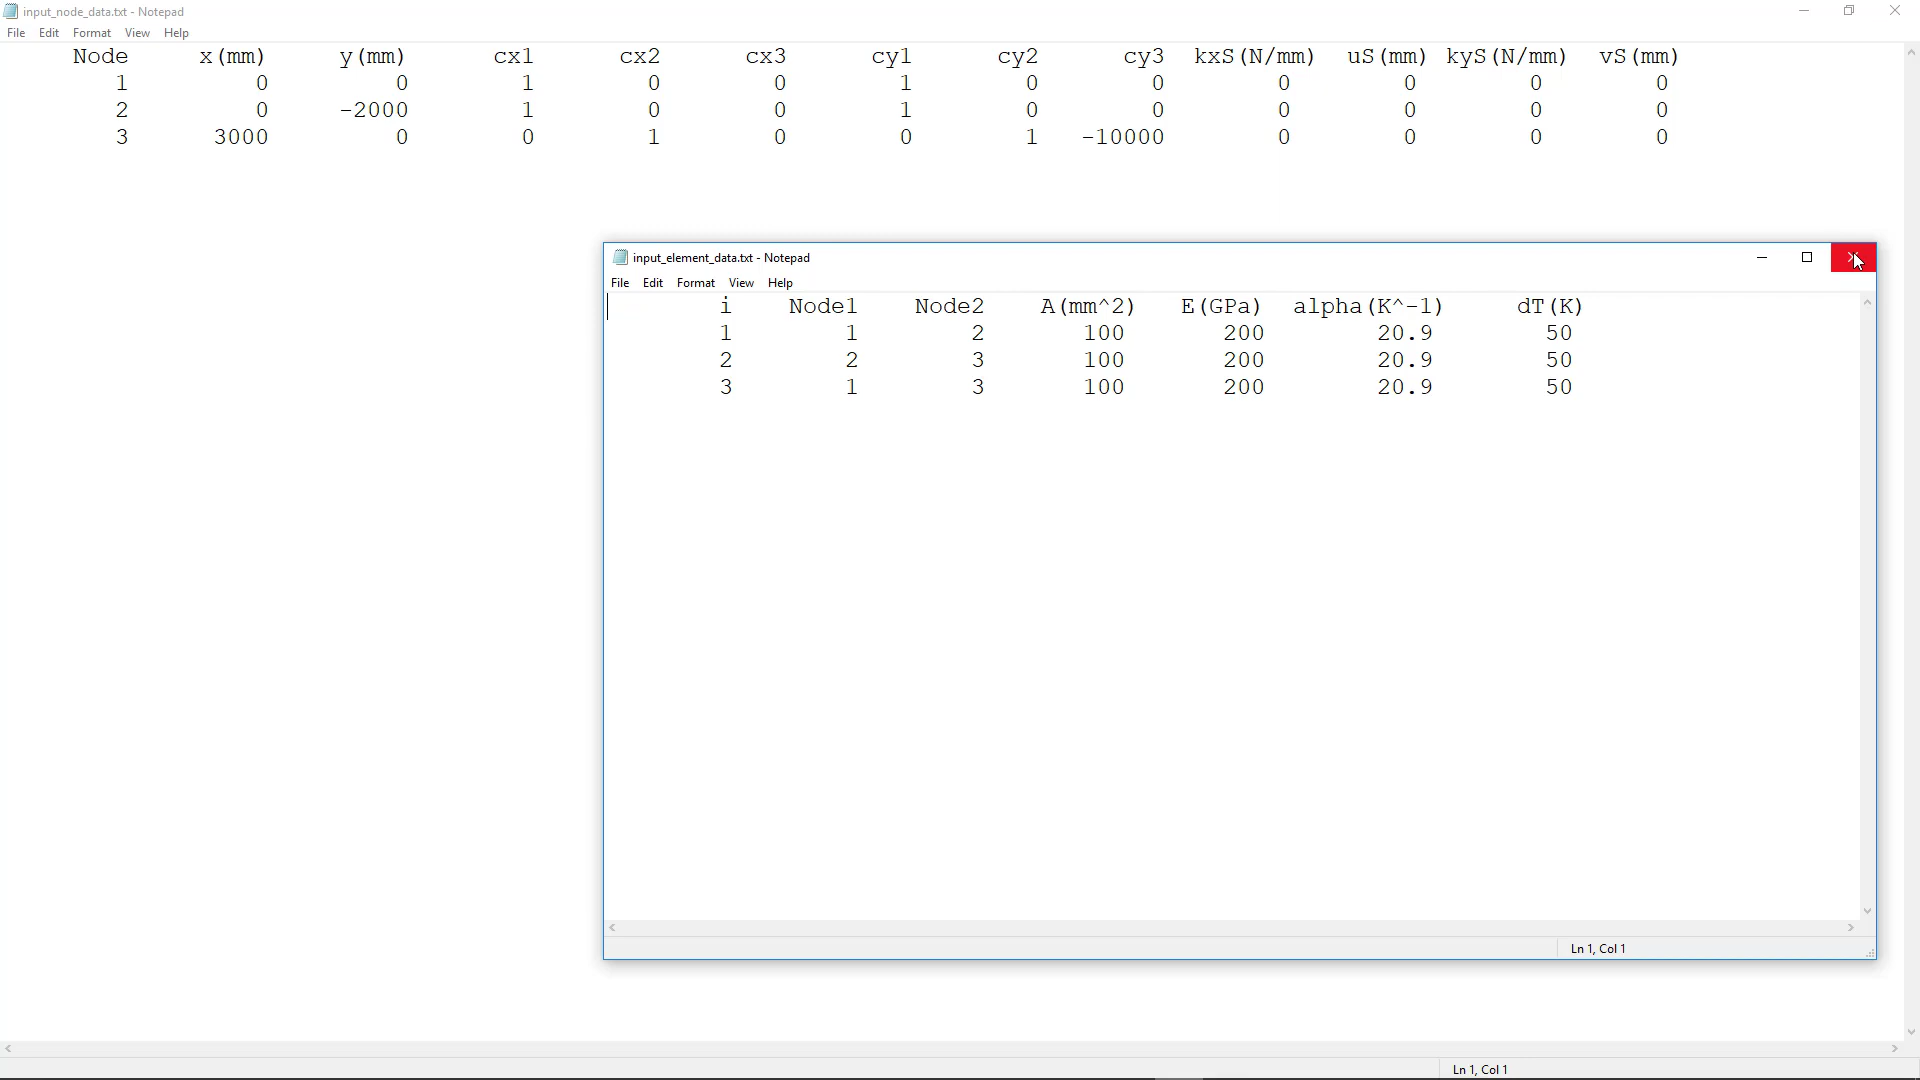 input_node_data.txt - Notepad
File Edit Format View Help
Node x(mm) y(mm) cx1 cx2 cx3 cy1 cy2 cy3 kxS(N/mm) uS(mm) kyS(N/mm) vS(mm)
1 0 0 1 0 0 1 0 0 0 0 0 0
2 0 -2000 1 0 0 1 0 0 0 0 0 0
3 3000 0 0 1 0 0 1 -10000 0 0 0 0
input_element_data.txt - Notepad
File Edit Format View Help
i Node1 Node2 A(mm^2) E(GPa) alpha(K^-1) dT(K)
1 1 2 100 200 20.9 50
2 2 3 100 200 20.9 50
3 1 3 100 200 20.9 50
Ln 1, Col 1
Ln 1, Col 1